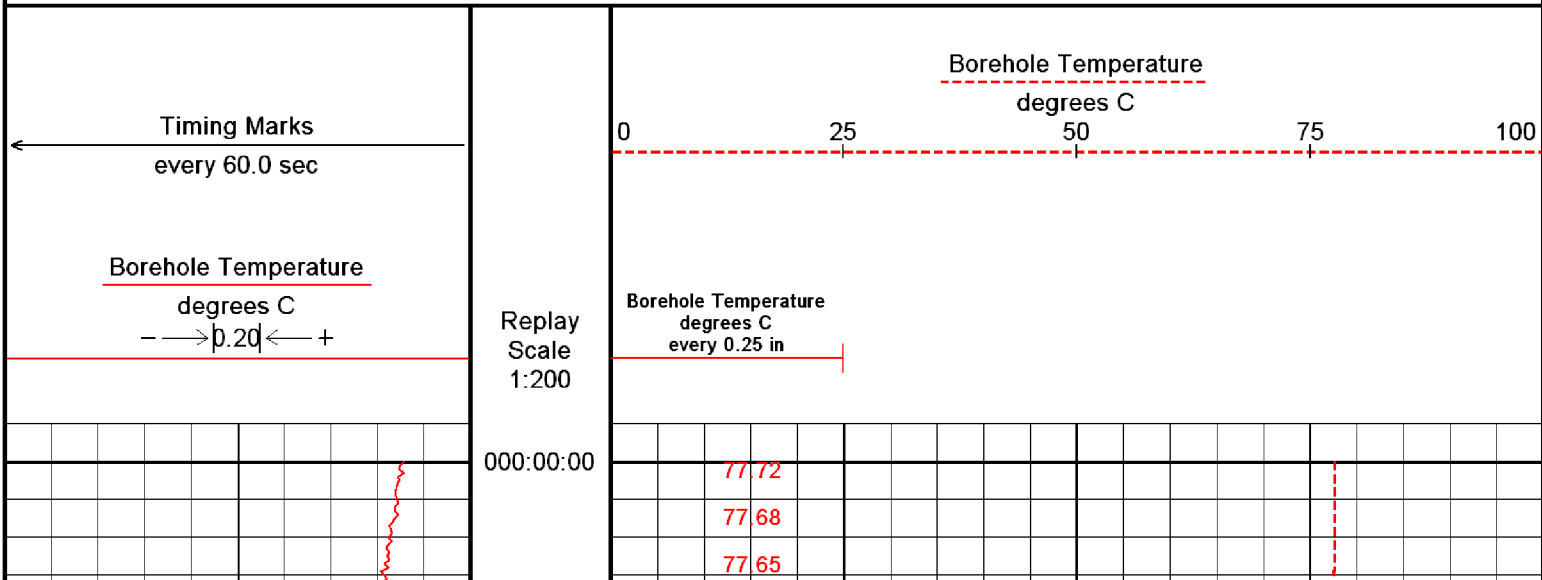 Timing Marks
every 60.0 sec
Borehole Temperature
degrees C
− 0.20 +
Replay
Scale
1:200
000:00:00
Borehole Temperature
degrees C
0 25 50 75 100
Borehole Temperature
degrees C
every 0.25 in
77.72
77.68
77.65